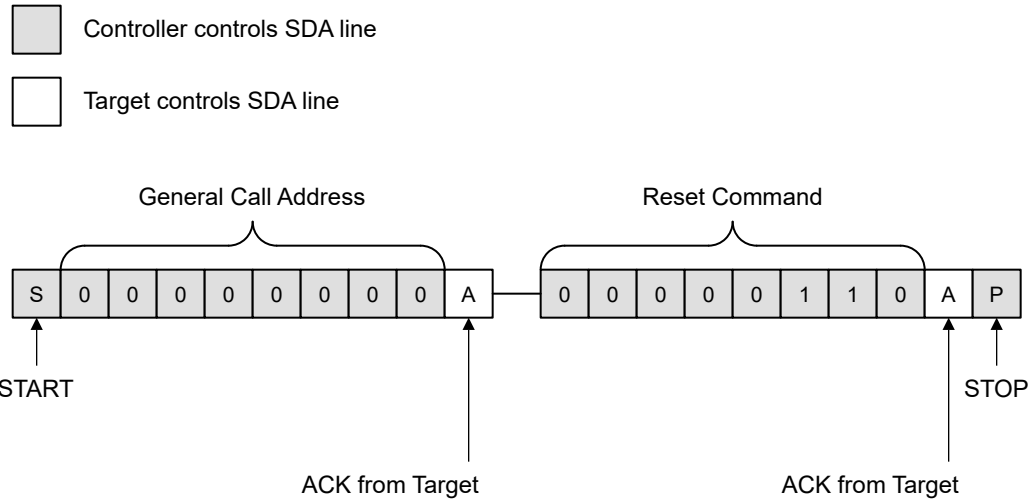 Controller controls SDA line
Target controls SDA line
General Call Address Reset Command
S 0 0 0 0 0 0 0 0 A 0 0 0 0 0 1 1 0 A P
START STOP
ACK from Target ACK from Target